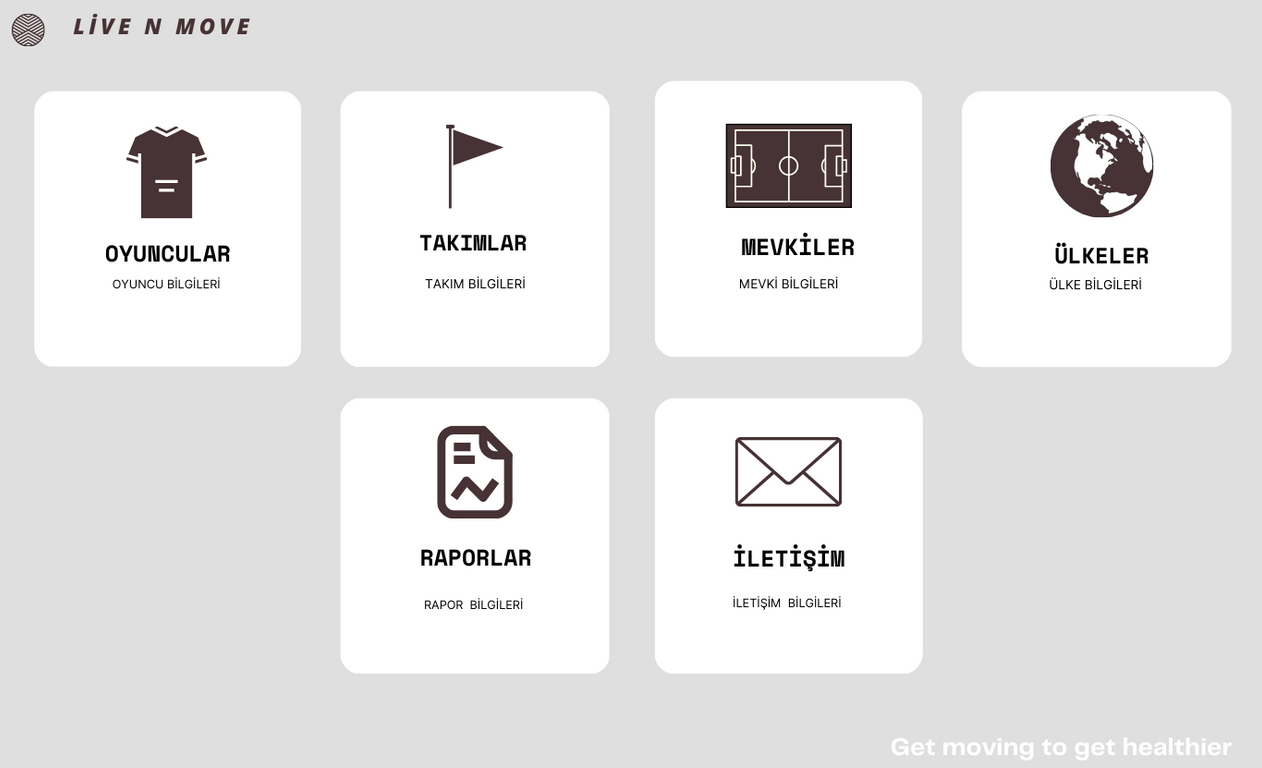 LİVE N MOVE
OYUNCULAR
OYUNCU BİLGİLERİ
TAKIMLAR
TAKIM BİLGİLERİ
MEVKİLER
MEVKİ BİLGİLERİ
ÜLKELER
ÜLKE BİLGİLERİ
RAPORLAR
RAPOR BİLGİLERİ
İLETİŞİM
İLETİŞİM BİLGİLERİ
Get moving to get healthier